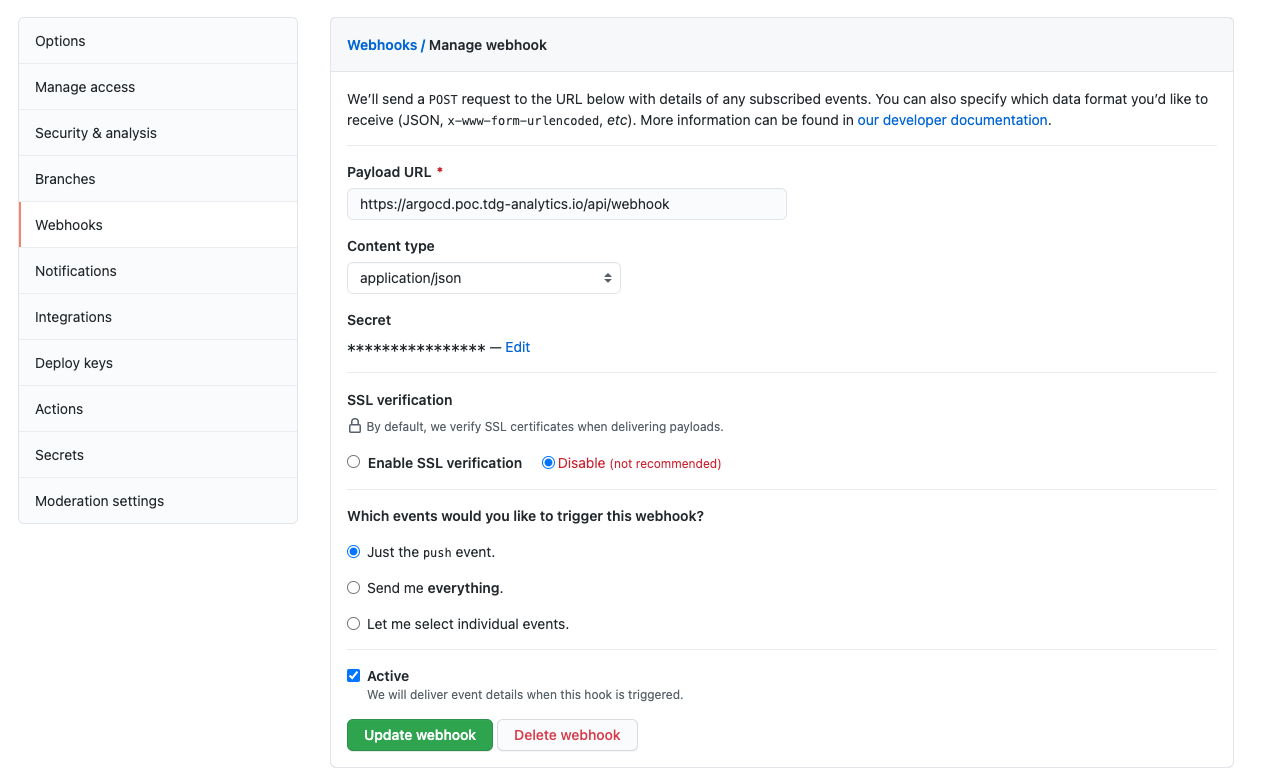 Options
Manage access
Security & analysis
Branches
Webhooks
Notifications
Integrations
Deploy keys
Actions
Secrets
Moderation settings
Webhooks / Manage webhook
We’ll send a POST request to the URL below with details of any subscribed events. You can also specify which data format you’d like to
receive (JSON, x-www-form-urlencoded, etc). More information can be found in our developer documentation.
Payload URL *
https://argocd.poc.tdg-analytics.io/api/webhook
Content type
application/json
Secret
**************** — Edit
SSL verification
By default, we verify SSL certificates when delivering payloads.
Enable SSL verification Disable (not recommended)
Which events would you like to trigger this webhook?
Just the push event.
Send me everything.
Let me select individual events.
Active
We will deliver event details when this hook is triggered.
Update webhook Delete webhook